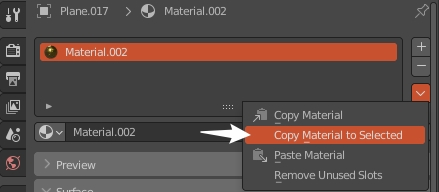 Plane.017 > Material.002
Material.002
Copy Material
Material.002
Copy Material to Selected
Paste Material
Preview
Remove Unused Slots
Surface